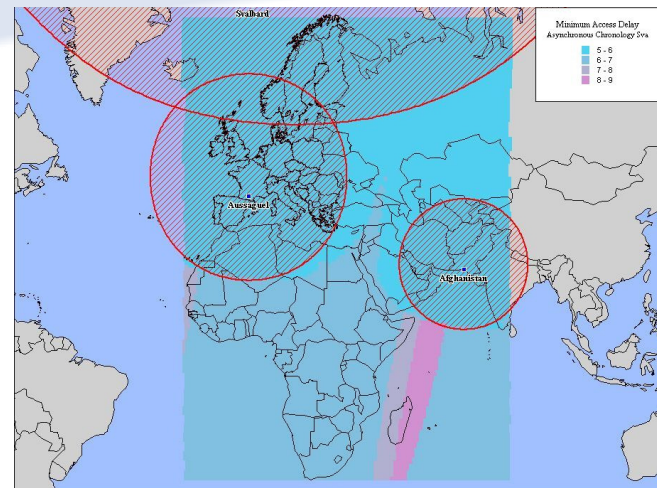 Svalbard
Minimum Access Delay
Asynchronous Chronology Sva
5 - 6
6 - 7
7 - 8
8 - 9
Aussaguel
Afghanistan